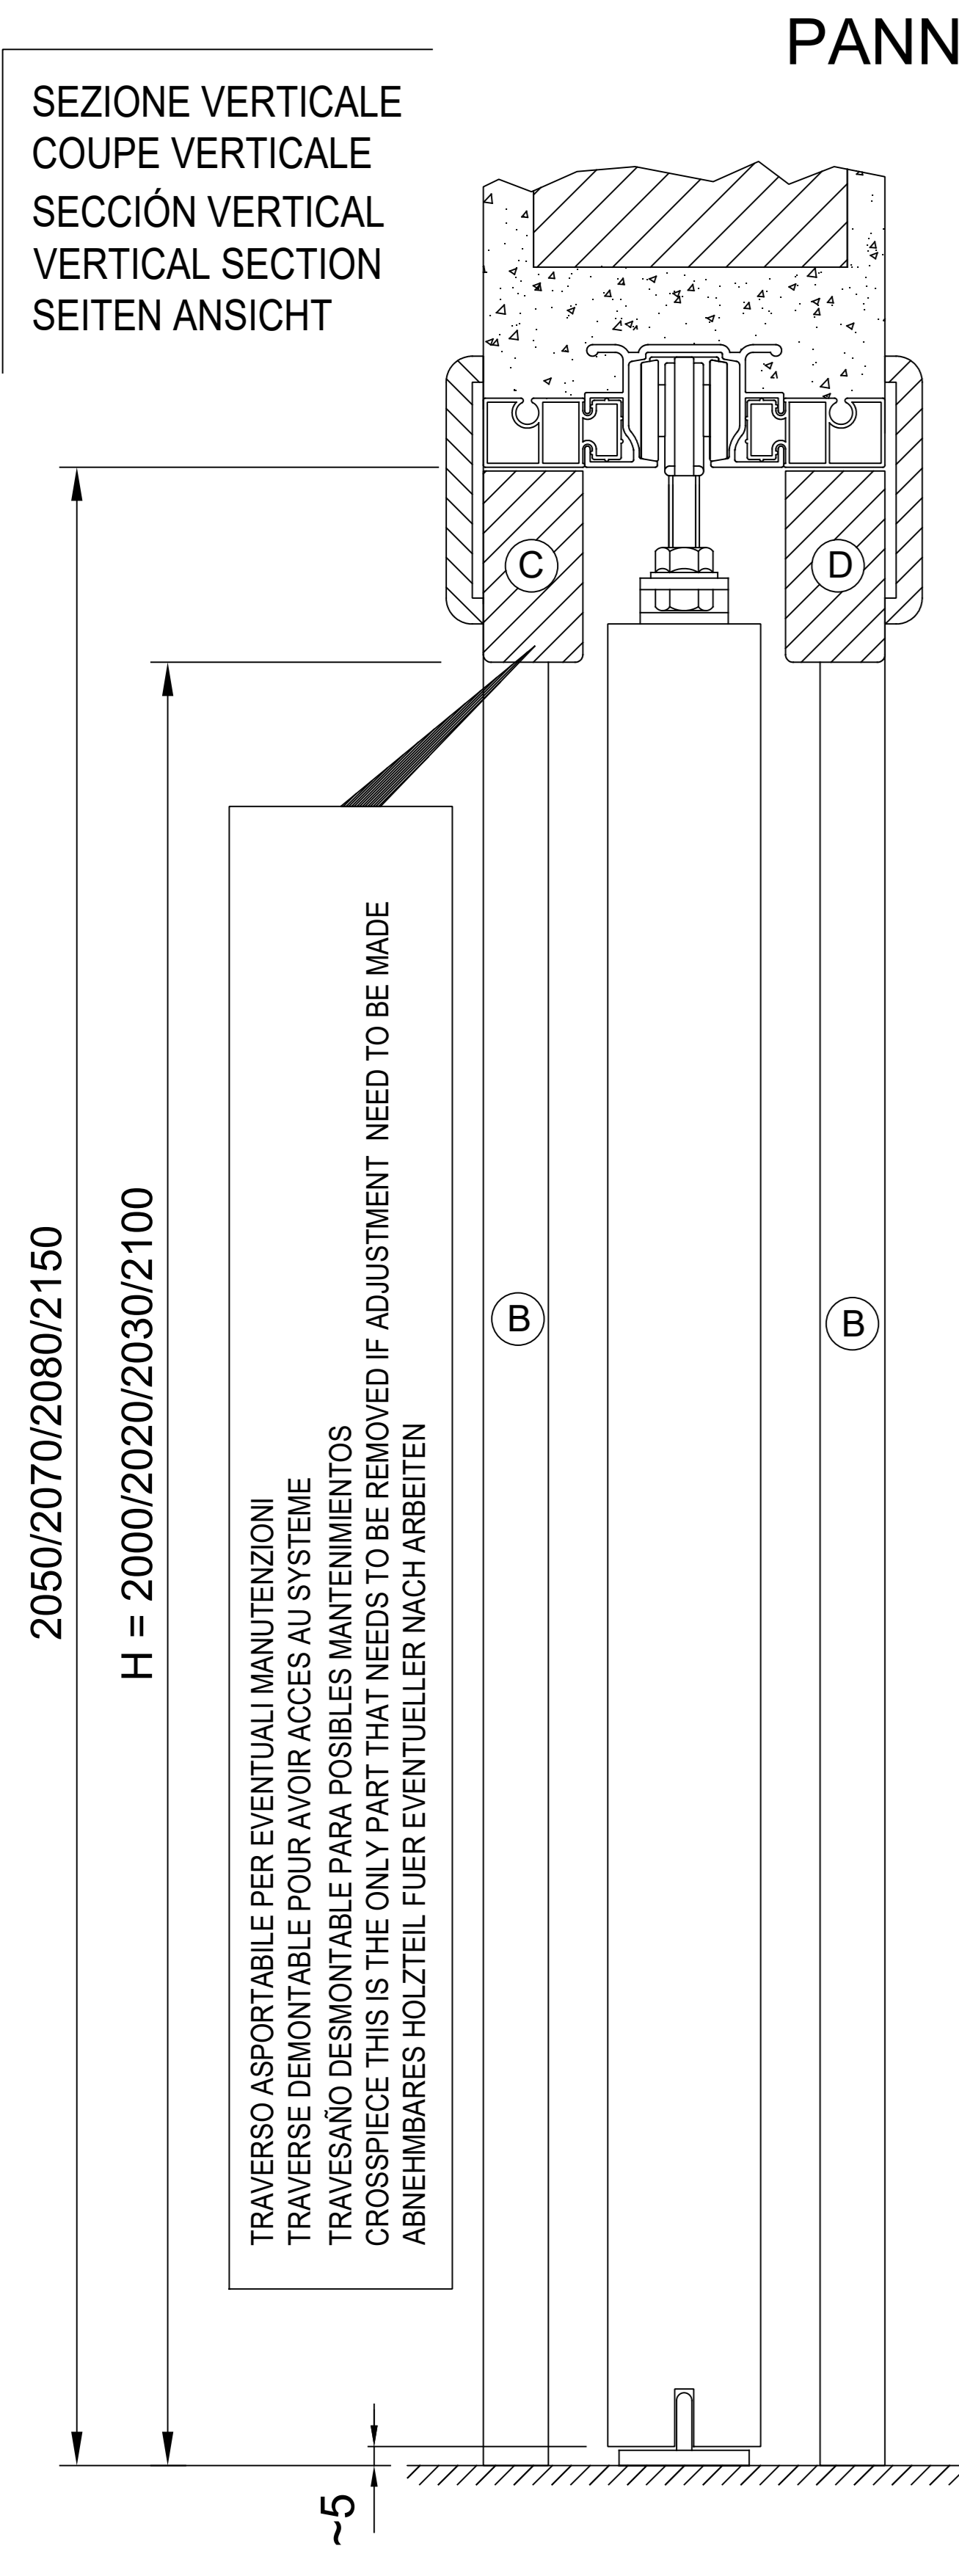 PANN
SEZIONE VERTICALE
COUPE VERTICALE
SECCIÓN VERTICAL
VERTICAL SECTION
SEITEN ANSICHT
C
D
2050/2070/2080/2150
H = 2000/2020/2030/2100
TRAVERSO ASPORTABILE PER EVENTUALI MANUTENZIONI
TRAVERSE DEMONTABLE POUR AVOIR ACCES AU SYSTEME
TRAVESAÑO DESMONTABLE PARA POSIBLES MANTENIMIENTOS
CROSSPIECE THIS IS THE ONLY PART THAT NEEDS TO BE REMOVED IF ADJUSTMENT NEED TO BE MADE
ABNEHMBARES HOLZTEIL FUER EVENTUELLER NACH ARBEITEN
B
B
~5